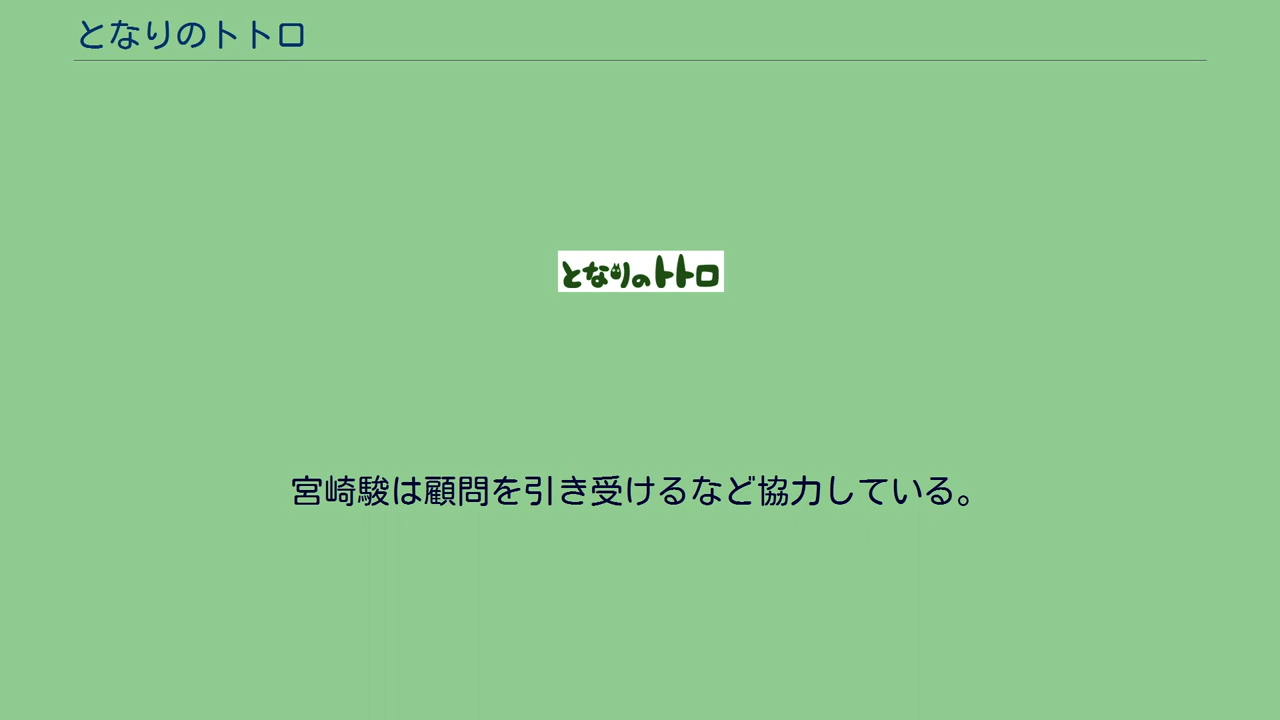 となりのトトロ
となりのトトロ
宮崎駿は顧問を引き受けるなど協力している。